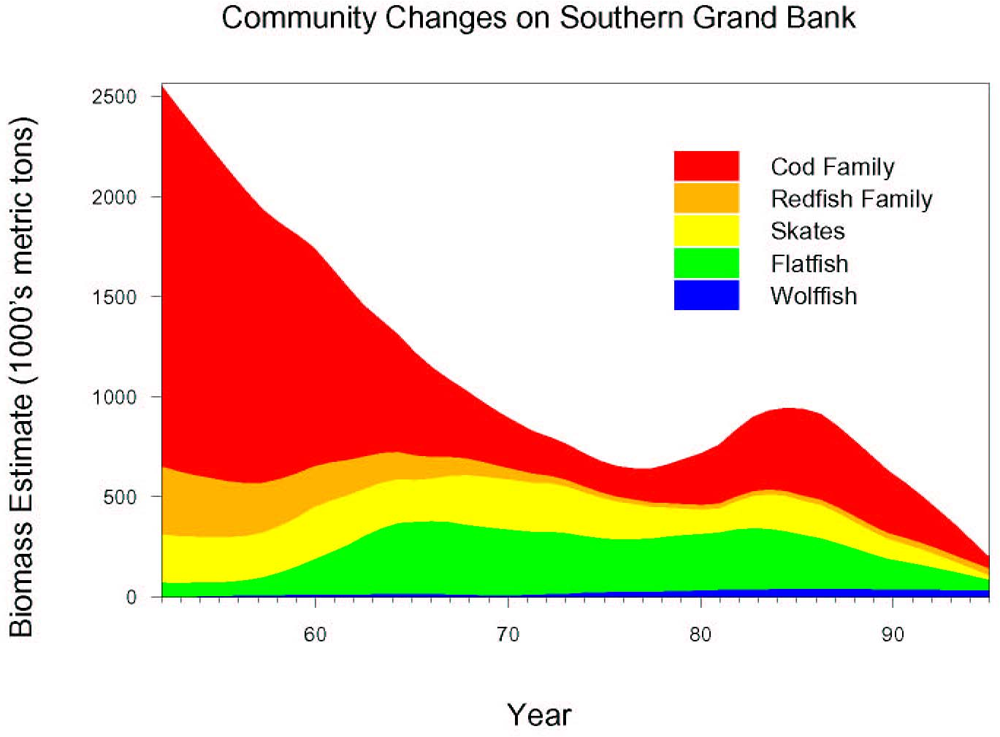 Community Changes on Southern Grand Bank
Biomass Estimate (1000's metric tons)
2500
2000
1500
1000
500
0
Cod Family
Redfish Family
Skates
Flatfish
Wolffish
60 70 80 90
Year